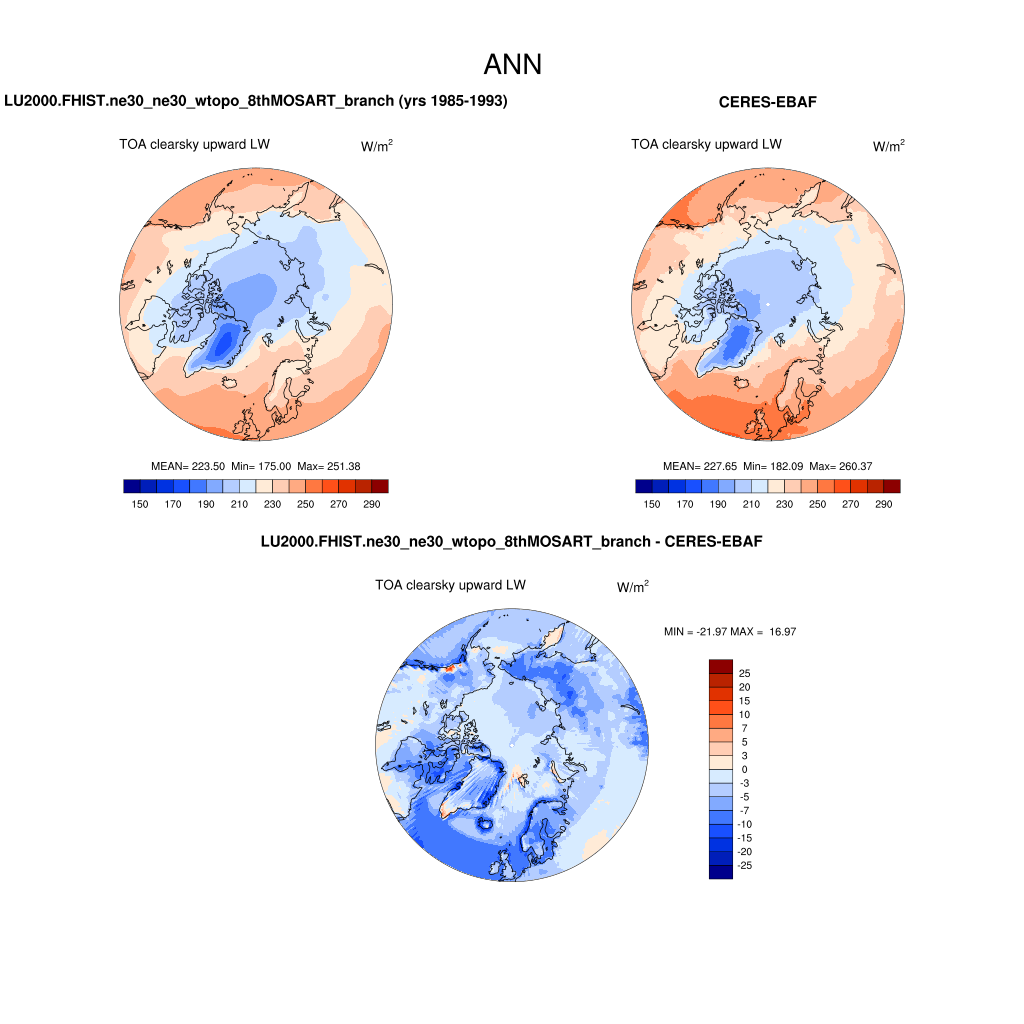 ANN
LU2000.FHIST.ne30_ne30_wtopo_8thMOSART_branch (yrs 1985-1993)
CERES-EBAF
TOA clearsky upward LW W/m2
TOA clearsky upward LW W/m2
MEAN= 223.50 Min= 175.00 Max= 251.38
MEAN= 227.65 Min= 182.09 Max= 260.37
150 170 190 210 230 250 270 290
150 170 190 210 230 250 270 290
LU2000.FHIST.ne30_ne30_wtopo_8thMOSART_branch - CERES-EBAF
TOA clearsky upward LW W/m2
MIN = -21.97 MAX = 16.97
25
20
15
10
7
5
3
0
-3
-5
-7
-10
-15
-20
-25